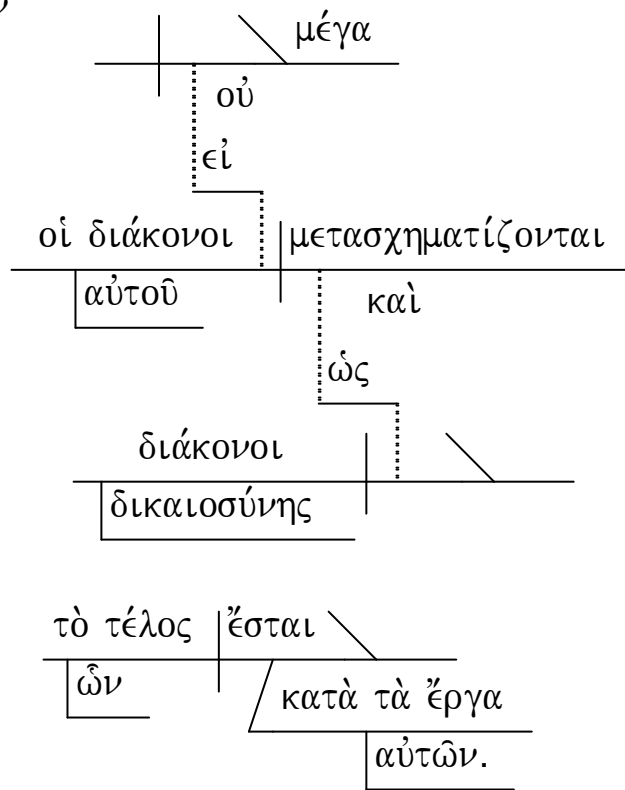 μέγα
οὐ
εἰ
οἱ διάκονοι μετασχηματίζονται
αὐτοῦ καὶ
ὡς
διάκονοι
δικαιοσύνης
τὸ τέλος ἔσται
ὧν κατὰ τὰ ἔργα
αὐτῶν.